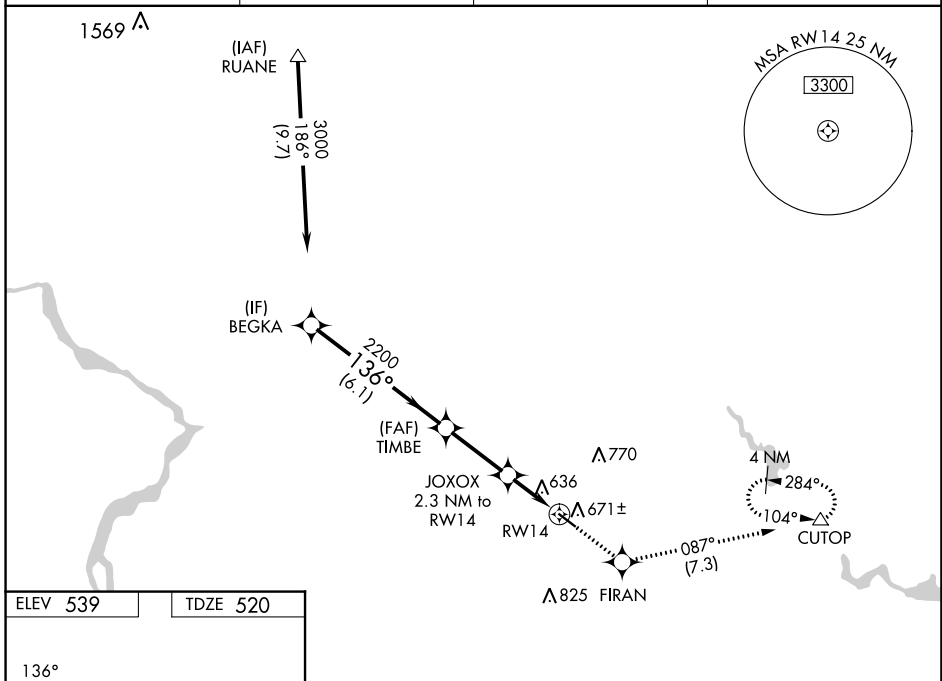 1569
(IAF)
RUANE
3000
186°
(9.7)
MSA RW14 25 NM
3300
(IF)
BEGKA
2200
136°
(6.1)
(FAF)
TIMBE
JOXOX
2.3 NM to
RW14
636
770
671±
RW14
4 NM
284°
104°
CUTOP
087°
(7.3)
825
FIRAN
ELEV 539
TDZE 520
136°